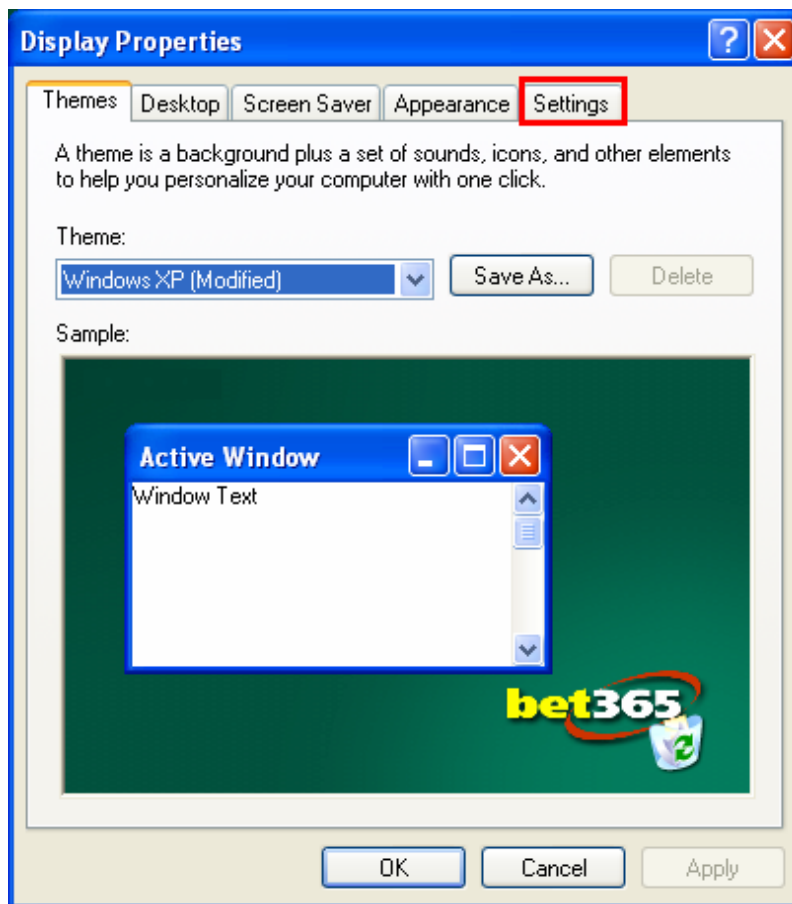 Display Properties
Themes Desktop Screen Saver Appearance Settings
A theme is a background plus a set of sounds, icons, and other elements
to help you personalize your computer with one click.
Theme:
Windows XP (Modified) Save As... Delete
Sample:
Active Window
Window Text
bet365
OK Cancel Apply